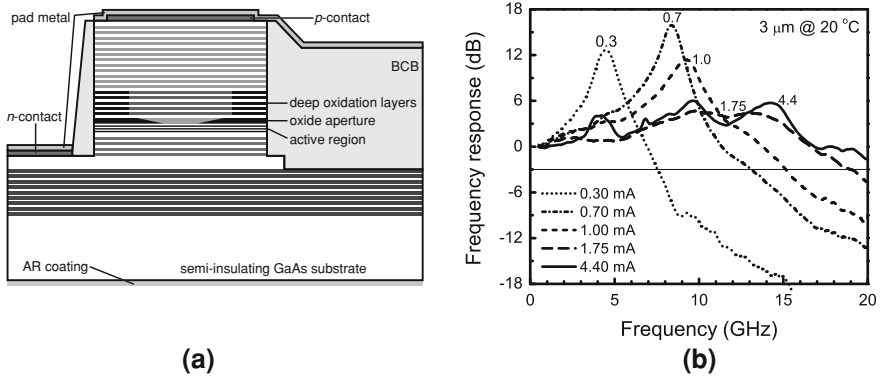 pad metal
p-contact
BCB
n-contact
deep oxidation layers
oxide aperture
active region
AR coating
semi-insulating GaAs substrate
(a)
Frequency response (dB)
18
12
6
0
-6
-12
-18
3 μm @ 20 °C
0.3
0.7
1.0
1.75
4.4
0.30 mA
0.70 mA
1.00 mA
1.75 mA
4.40 mA
0
5
10
15
20
Frequency (GHz)
(b)